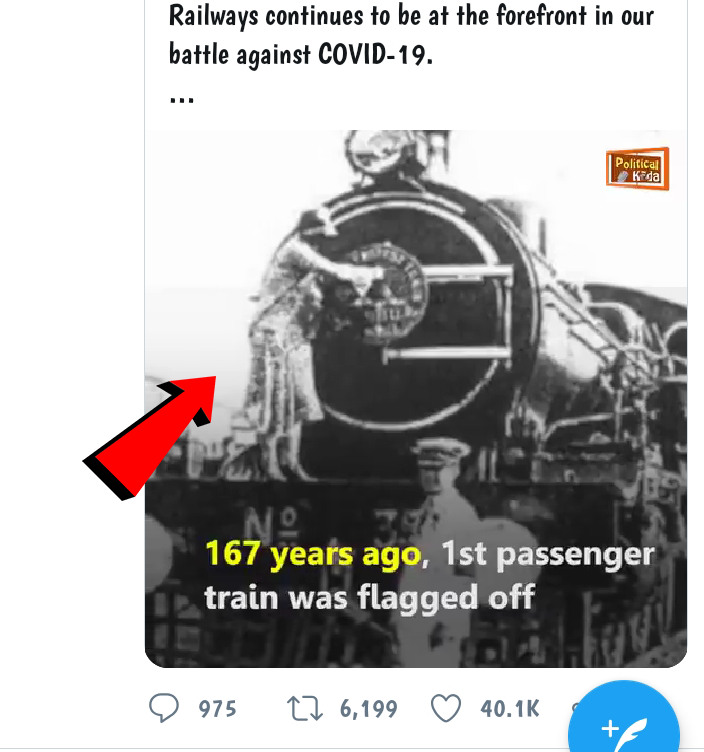 Railways continues to be at the forefront in our
battle against COVID-19.
...
Political
Kida
No 39
167 years ago, 1st passenger
train was flagged off
975 6,199 40.1K